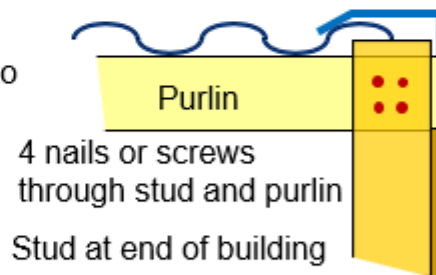 o
Purlin
4 nails or screws
through stud and purlin
Stud at end of building